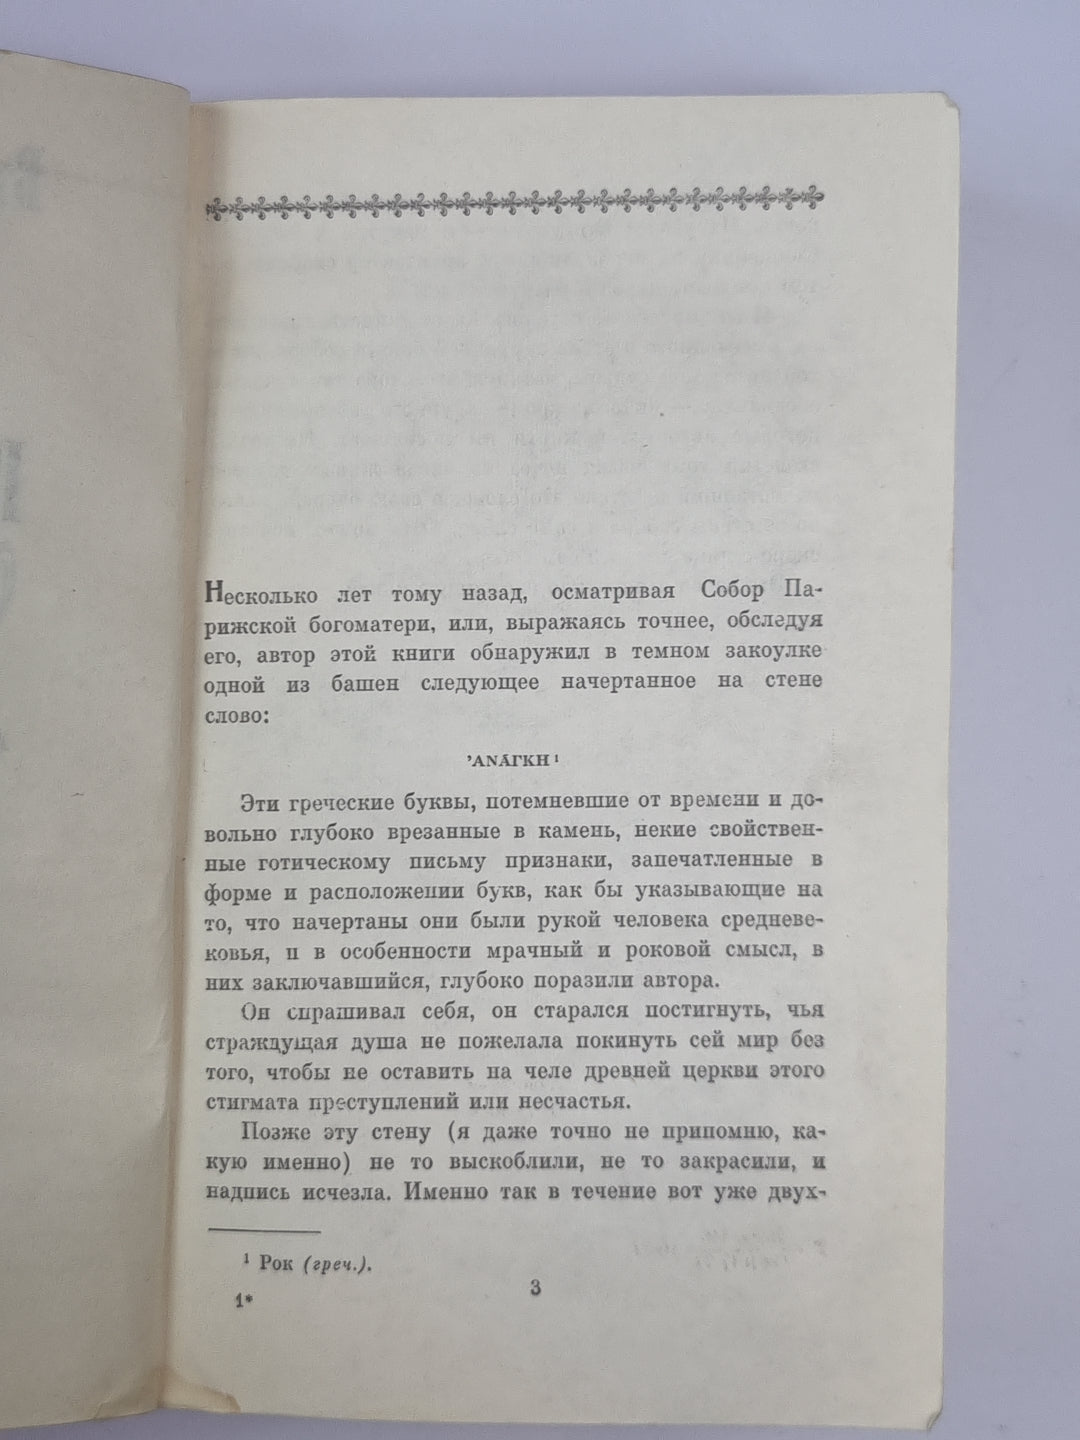 Несколько лет тому назад, осматривая Собор Па-
рижской богоматери, или, выражаясь точнее, обследуя
его, автор этой книги обнаружил в темном закоулке
одной из башен следующее начертанное на стене
слово:
’ΑΝΆΓΚΗ ¹
Эти греческие буквы, потемневшие от времени и до-
вольно глубоко врезанные в камень, некие свойствен-
ные готическому письму признаки, запечатленные в
форме и расположении букв, как бы указывающие на
то, что начертаны они были рукой человека средневе-
ковья, и в особенности мрачный и роковой смысл, в
них заключавшийся, глубоко поразили автора.
Он спрашивал себя, он старался постигнуть, чья
страждущая душа не пожелала покинуть сей мир без
того, чтобы не оставить на челе древней церкви этого
стигмата преступлений или несчастья.
Позже эту стену (я даже точно не припомню, ка-
кую именно) не то выскоблили, не то закрасили, и
надпись исчезла. Именно так в течение вот уже двух-
¹ Рок (греч.).
3
1*